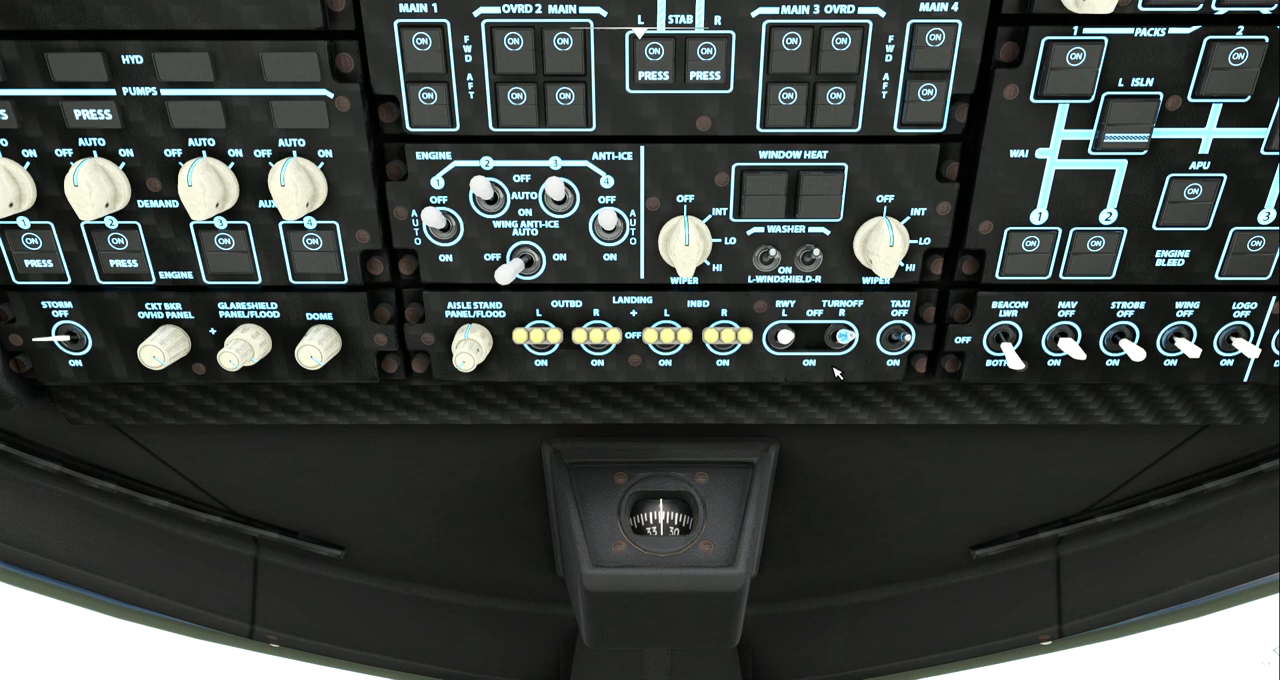 MAIN 1
OVRD 2 MAIN
L STAB R
MAIN 3 OVRD
MAIN 4
ON
ON ON
ON ON
ON ON
ON
PRESS PRESS
FWD AFT
FWD AFT
ON
ON ON
ON ON
ON
1 PACKS 2
ON ON
L ISLN
WAI
APU
ON
1 2 3
ON ON ON
ENGINE
BLEED
HYD
PUMPS
S PRESS
AUTO AUTO AUTO
ON OFF ON OFF ON OFF ON
DEMAND AUX
1 2 3 4
ON ON ON ON
PRESS PRESS
ENGINE
ENGINE 2 3 ANTI-ICE
1 4
OFF
OFF AUTO OFF
ON
AUTO AUTO
WING ANTI-ICE
AUTO
ON OFF ON ON
WINDOW HEAT
OFF OFF
INT INT
WASHER
LO LO
HI ON HI
WIPER L-WINDSHIELD-R WIPER
STORM
OFF
ON
CKT BKR
OVHD PANEL
+
GLARESHIELD
PANEL/FLOOD
DOME
AISLE STAND
PANEL/FLOOD
LANDING
OUTBD + INBD
L R L R
OFF
ON ON ON ON
RWY TURNOFF
L OFF R
ON
TAXI
OFF
ON
BEACON
LWR
OFF
BOTH
NAV
OFF
ON
STROBE
OFF
ON
WING
OFF
ON
LOGO
OFF
ON
33 30